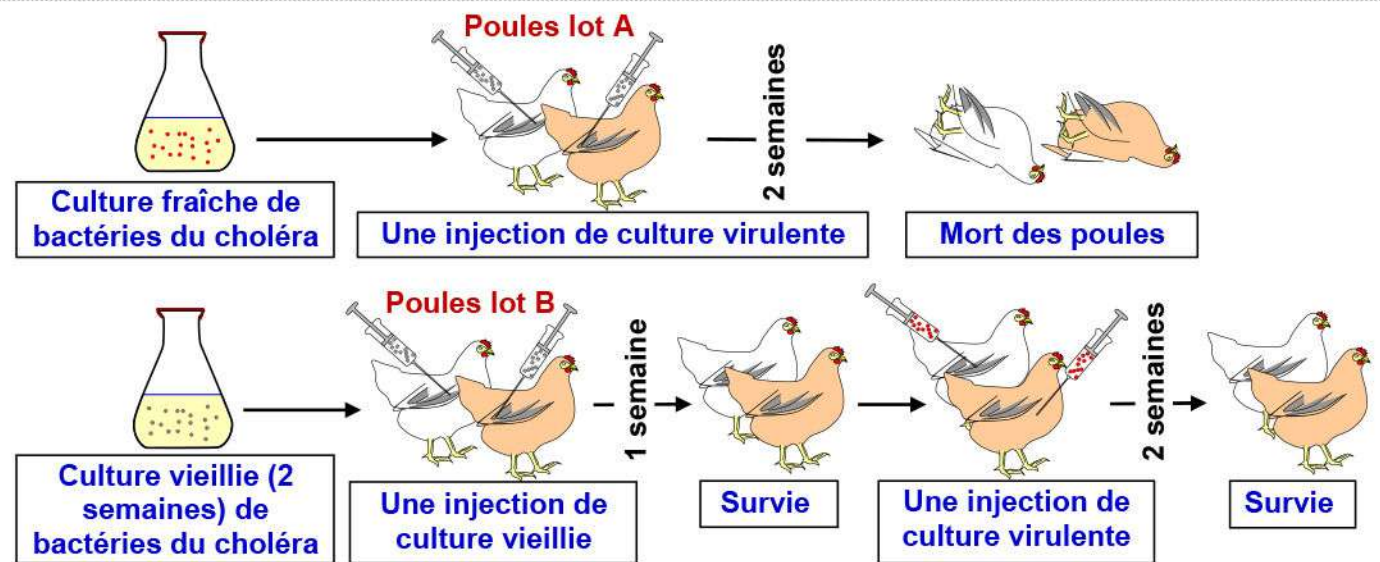 Poules lot A
2 semaines
Culture fraîche de
bactéries du choléra
Une injection de culture virulente
Mort des poules
Poules lot B
1 semaine
2 semaines
Culture vieillie (2
semaines) de
bactéries du choléra
Une injection de
culture vieillie
Survie
Une injection de
culture virulente
Survie